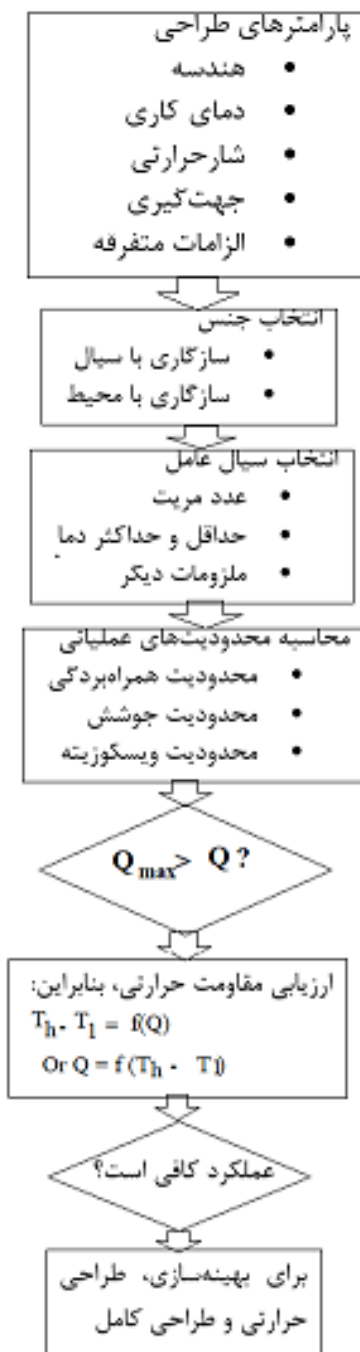 پارامترهای طراحی
• هندسه
• دمای کاری
• شارحرارتی
• جهت‌گیری
• الزامات متفرقه
انتخاب جنس
• سازگاری با سیال
• سازگاری با محیط
انتخاب سیال عامل
• عدد مریت
• حداقل و حداکثر دما
• ملزومات دیگر
محاسبه محدودیت‌های عملیاتی
• محدودیت همراه‌بردگی
• محدودیت جوشش
• محدودیت ویسکوزیته
Qmax> Q ?
ارزیابی مقاومت حرارتی، بنابراین:
Th - Tl = f(Q)
Or Q = f (Th - Tl)
عملکرد کافی است؟
برای بهینه‌سازی، طراحی
حرارتی و طراحی کامل